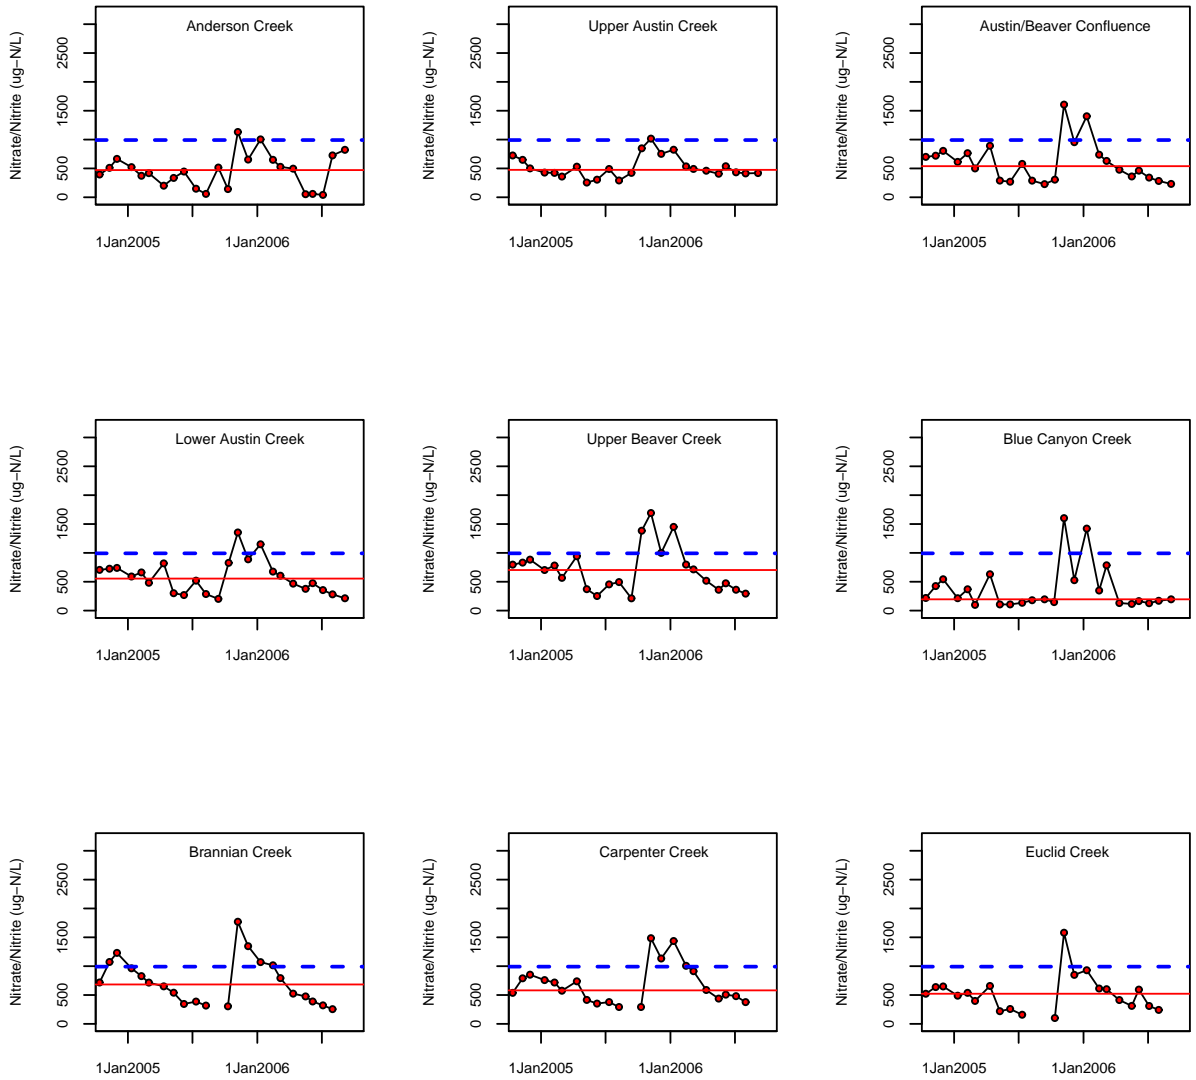 Anderson Creek
Nitrate/Nitrite (ug−N/L)
2500
1500
500
0
1Jan2005 1Jan2006
Upper Austin Creek
Nitrate/Nitrite (ug−N/L)
2500
1500
500
0
1Jan2005 1Jan2006
Austin/Beaver Confluence
Nitrate/Nitrite (ug−N/L)
2500
1500
500
0
1Jan2005 1Jan2006
Lower Austin Creek
Nitrate/Nitrite (ug−N/L)
2500
1500
500
0
1Jan2005 1Jan2006
Upper Beaver Creek
Nitrate/Nitrite (ug−N/L)
2500
1500
500
0
1Jan2005 1Jan2006
Blue Canyon Creek
Nitrate/Nitrite (ug−N/L)
2500
1500
500
0
1Jan2005 1Jan2006
Brannian Creek
Nitrate/Nitrite (ug−N/L)
2500
1500
500
0
1Jan2005 1Jan2006
Carpenter Creek
Nitrate/Nitrite (ug−N/L)
2500
1500
500
0
1Jan2005 1Jan2006
Euclid Creek
Nitrate/Nitrite (ug−N/L)
2500
1500
500
0
1Jan2005 1Jan2006